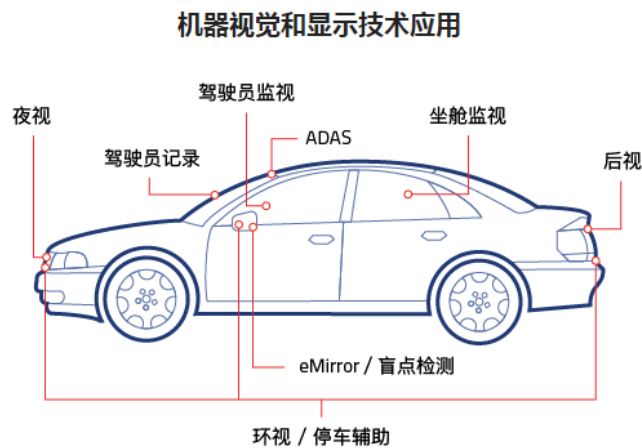 机器视觉和显示技术应用
驾驶员监视
夜视
坐舱监视
ADAS
驾驶员记录
后视
eMirror / 盲点检测
环视 / 停车辅助